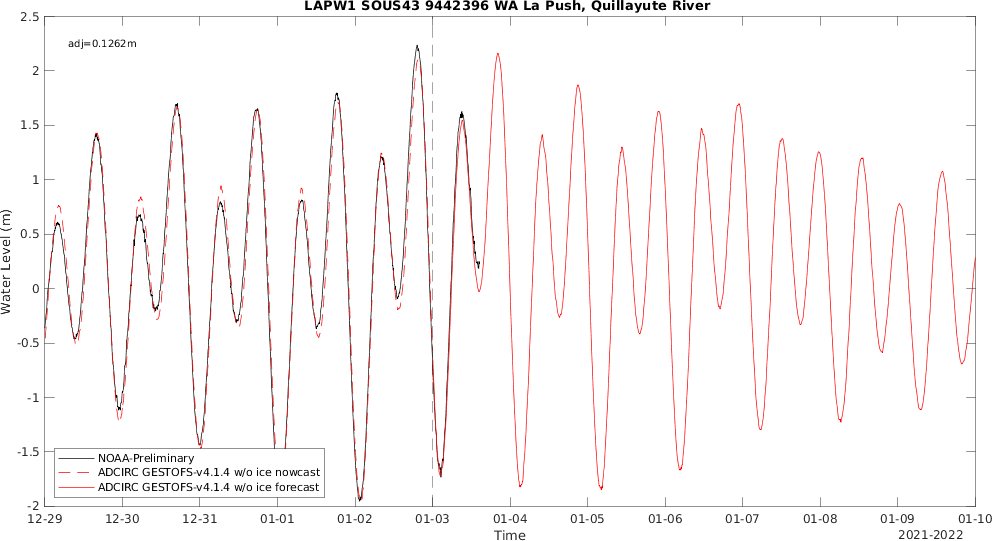 LAPW1 SOUS43 9442396 WA La Push, Quillayute River
adj=0.1262m
2.5
2
1.5
1
0.5
0
-0.5
-1
-1.5
-2
Water Level (m)
NOAA-Preliminary
ADCIRC GESTOFS-v4.1.4 w/o ice nowcast
ADCIRC GESTOFS-v4.1.4 w/o ice forecast
12-29 12-30 12-31 01-01 01-02 01-03 01-04 01-05 01-06 01-07 01-08 01-09 01-10
Time
2021-2022